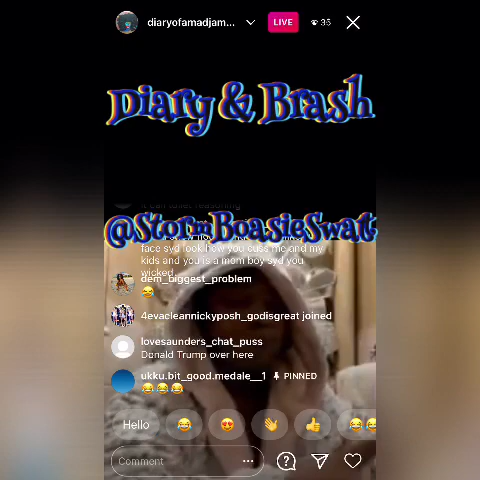 diaryofamadjam...
LIVE
35
Diary & Brash
@StormBoasieSwat
face syd look how you cuss me and my
kids and you is a mom boy syd you
wicked
dem_biggest_problem
😂
4evacleannickyposh_godisgreat joined
lovesaunders_chat_puss
Donald Trump over here
ukku.bit_good.medale__1 PINNED
😂😂😂
Hello 😂 😍 👏 👍 😂😂
Comment ...